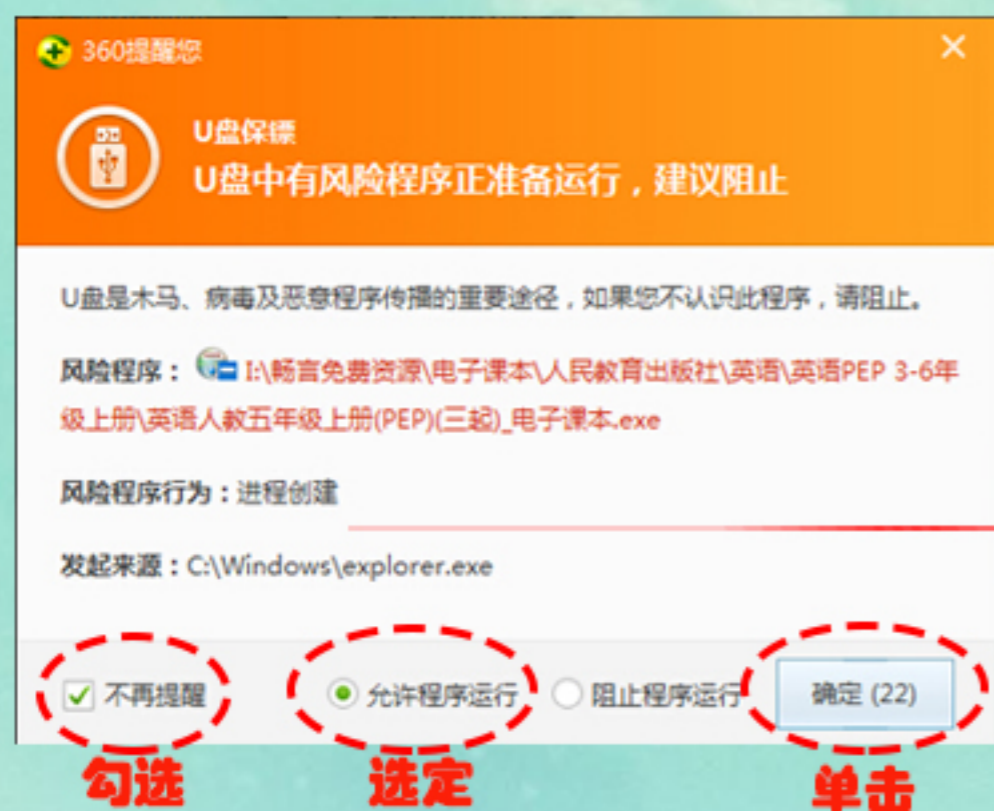 360提醒您
U盘保镖
U盘中有风险程序正准备运行，建议阻止
U盘是木马、病毒及恶意程序传播的重要途径，如果您不认识此程序，请阻止。
风险程序： I:\畅言免费资源\电子课本\人民教育出版社\英语\英语PEP 3-6年
级上册\英语人教五年级上册(PEP)(三起)_电子课本.exe
风险程序行为：进程创建
发起来源：C:\Windows\explorer.exe
不再提醒 允许程序运行 阻止程序运行 确定 (22)
勾选 选定 单击